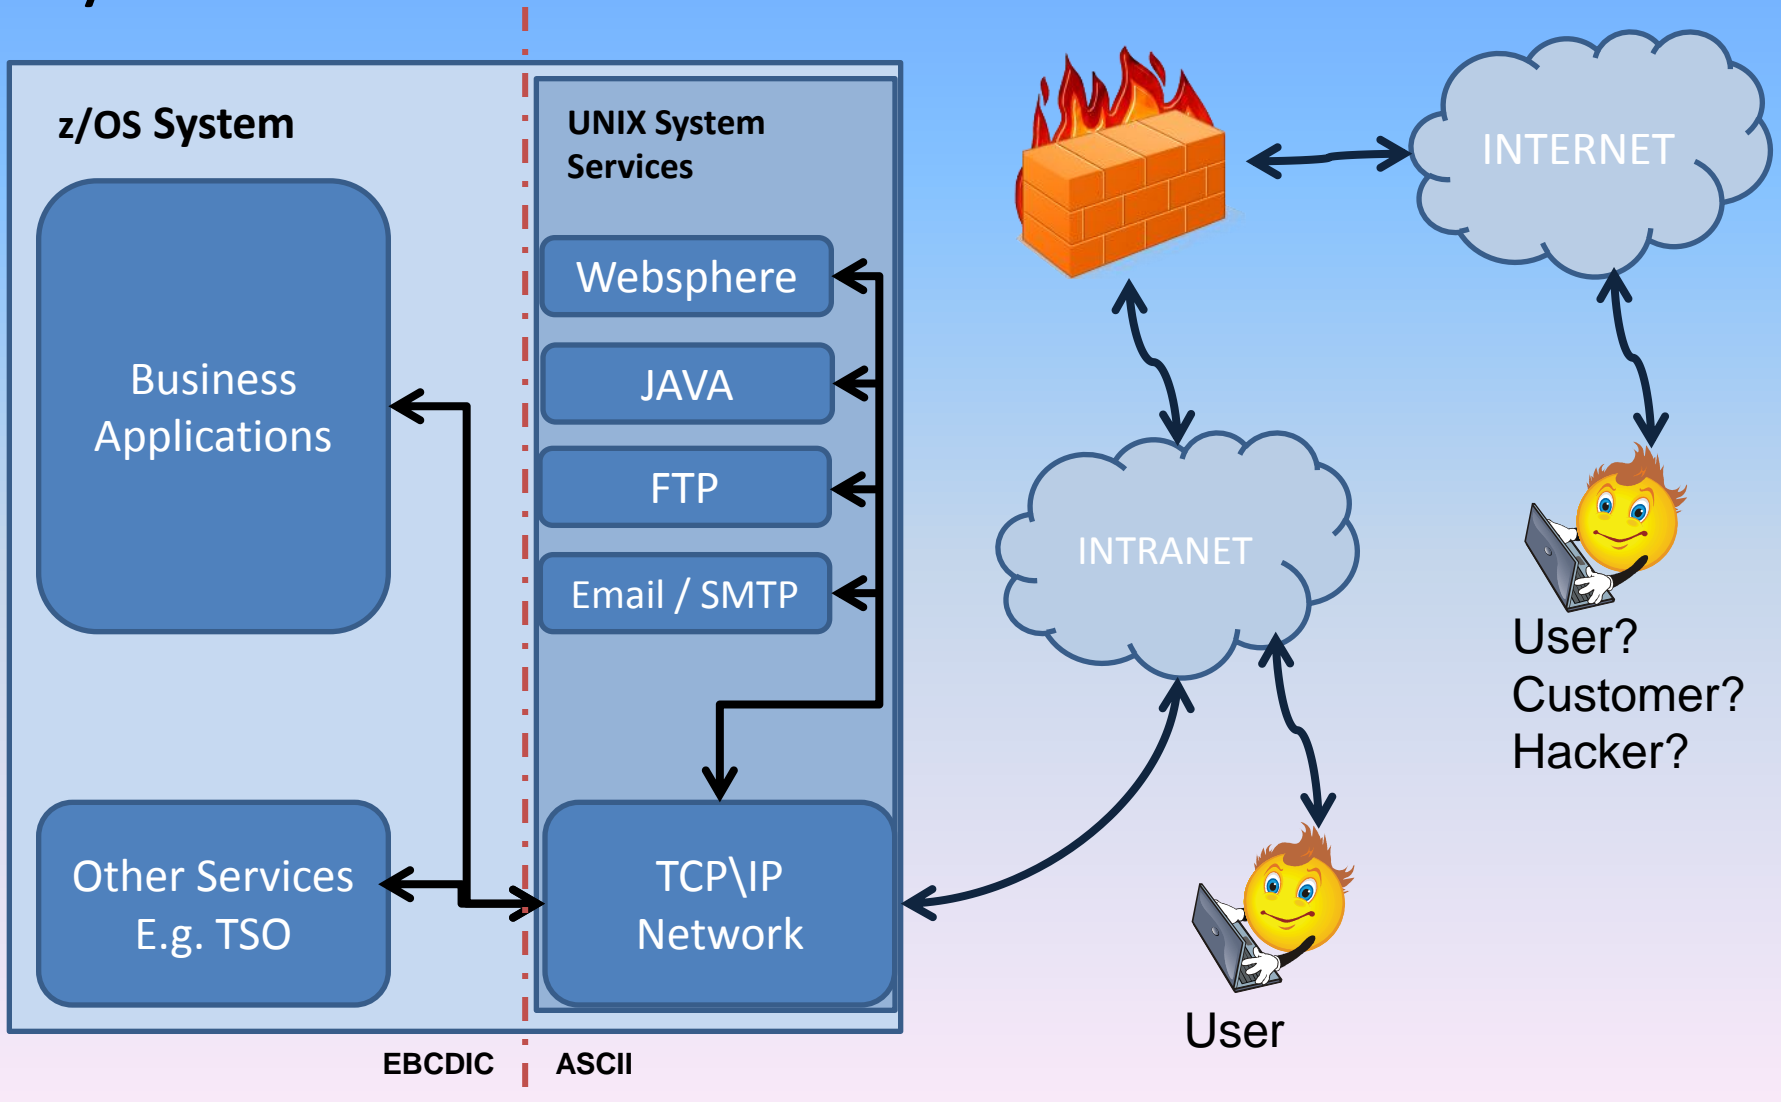 z/OS System
UNIX System
Services
Business
Applications
Websphere
JAVA
FTP
Email / SMTP
Other Services
E.g. TSO
TCP\IP
Network
EBCDIC
ASCII
INTERNET
INTRANET
User?
Customer?
Hacker?
User